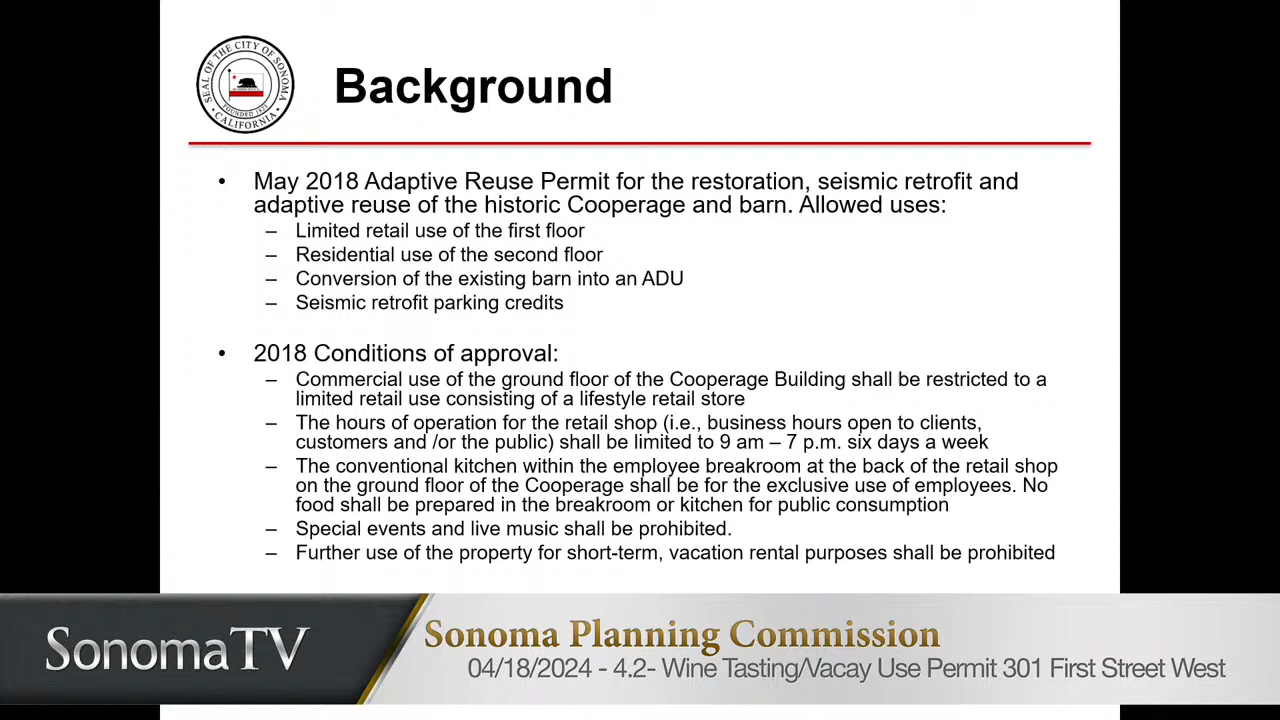 SEAL OF THE CITY OF SONOMA
CALIFORNIA
Background
• May 2018 Adaptive Reuse Permit for the restoration, seismic retrofit and
adaptive reuse of the historic Cooperage and barn. Allowed uses:
– Limited retail use of the first floor
– Residential use of the second floor
– Conversion of the existing barn into an ADU
– Seismic retrofit parking credits
• 2018 Conditions of approval:
– Commercial use of the ground floor of the Cooperage Building shall be restricted to a
limited retail use consisting of a lifestyle retail store
– The hours of operation for the retail shop (i.e., business hours open to clients,
customers and /or the public) shall be limited to 9 am – 7 p.m. six days a week
– The conventional kitchen within the employee breakroom at the back of the retail shop
on the ground floor of the Cooperage shall be for the exclusive use of employees. No
food shall be prepared in the breakroom or kitchen for public consumption
– Special events and live music shall be prohibited.
– Further use of the property for short-term, vacation rental purposes shall be prohibited
SonomaTV
Sonoma Planning Commission
04/18/2024 - 4.2- Wine Tasting/Vacay Use Permit 301 First Street West